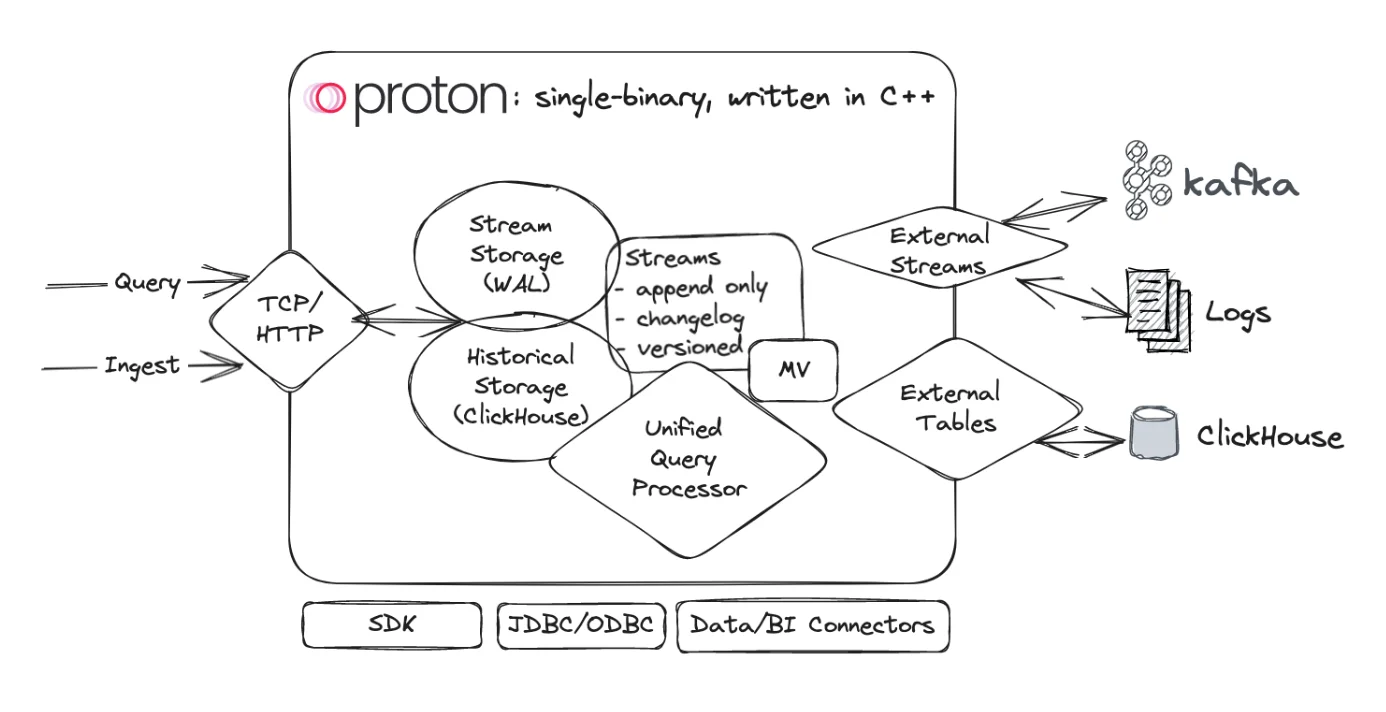 proton: single-binary, written in C++
Query
Ingest
TCP/
HTTP
Stream
Storage
(WAL)
Historical
Storage
(ClickHouse)
Streams
- append only
- changelog
- versioned
MV
Unified
Query
Processor
External
Streams
External
Tables
kafka
Logs
ClickHouse
SDK
JDBC/ODBC
Data/BI Connectors